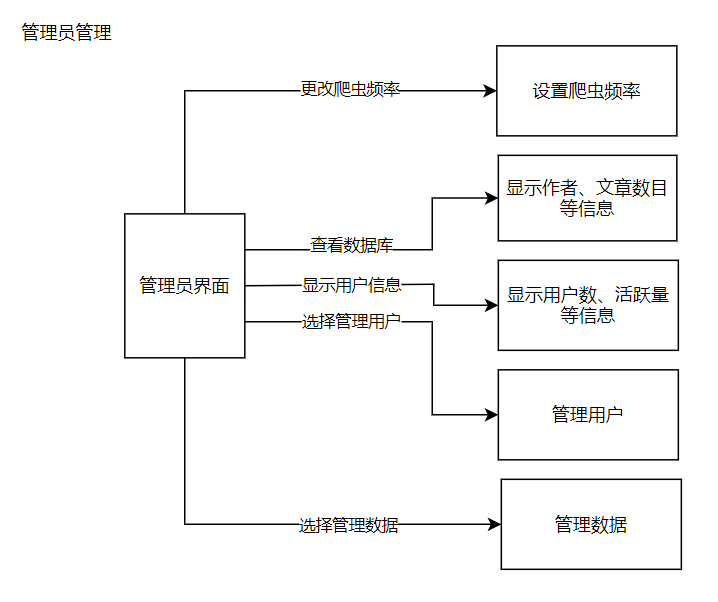 管理员管理
更改爬虫频率
设置爬虫频率
显示作者、文章数目
等信息
查看数据库
管理员界面
显示用户信息
显示用户数、活跃量
等信息
选择管理用户
管理用户
选择管理数据
管理数据